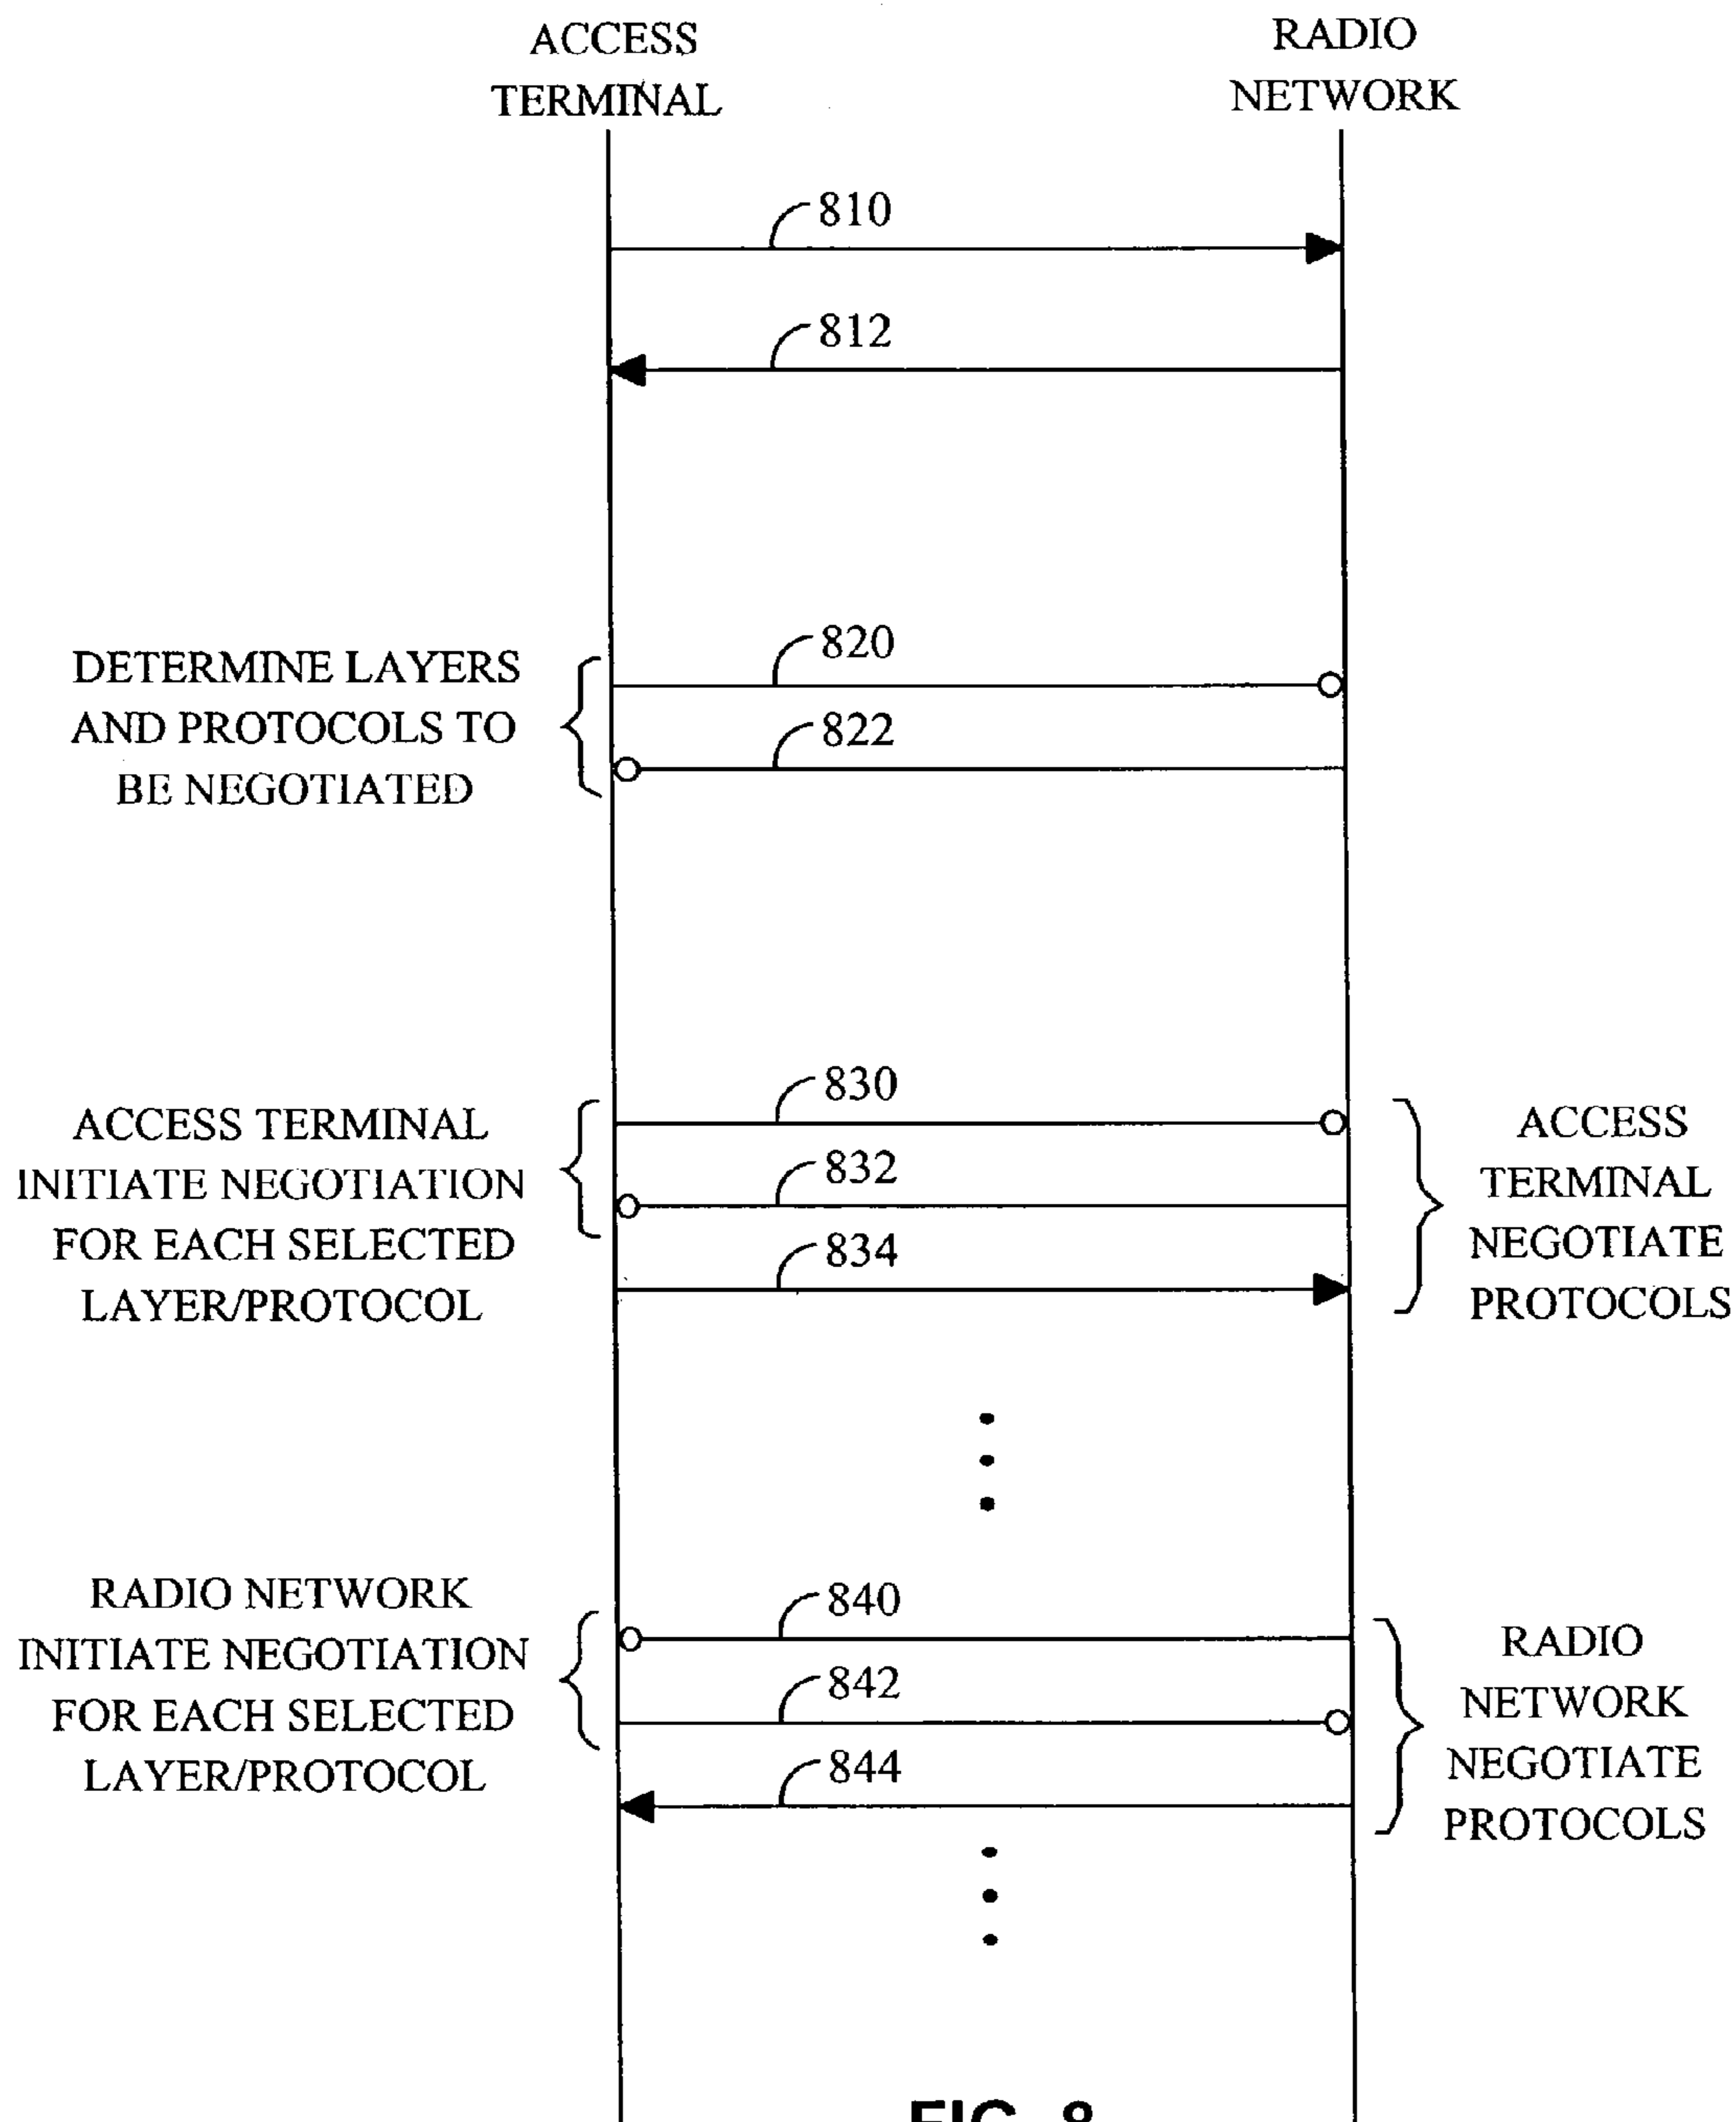 ACCESS
TERMINAL
RADIO
NETWORK
810
812
DETERMINE LAYERS
AND PROTOCOLS TO
BE NEGOTIATED
820
822
ACCESS TERMINAL
INITIATE NEGOTIATION
FOR EACH SELECTED
LAYER/PROTOCOL
830
832
834
ACCESS
TERMINAL
NEGOTIATE
PROTOCOLS
RADIO NETWORK
INITIATE NEGOTIATION
FOR EACH SELECTED
LAYER/PROTOCOL
840
842
844
RADIO
NETWORK
NEGOTIATE
PROTOCOLS
FIG. 8